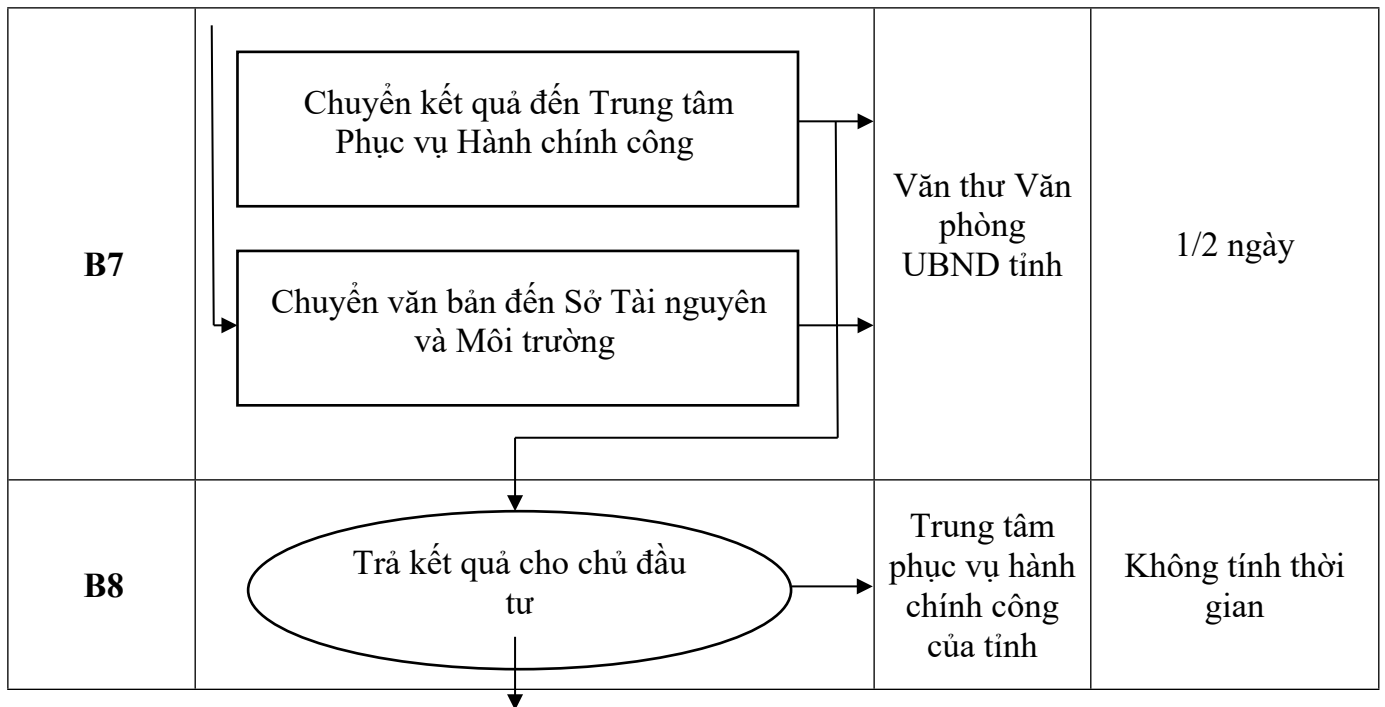 B7
Chuyển kết quả đến Trung tâm
Phục vụ Hành chính công
Chuyển văn bản đến Sở Tài nguyên
và Môi trường
Văn thư Văn
phòng
UBND tỉnh
1/2 ngày
B8
Trả kết quả cho chủ đầu
tư
Trung tâm
phục vụ hành
chính công
của tỉnh
Không tính thời
gian